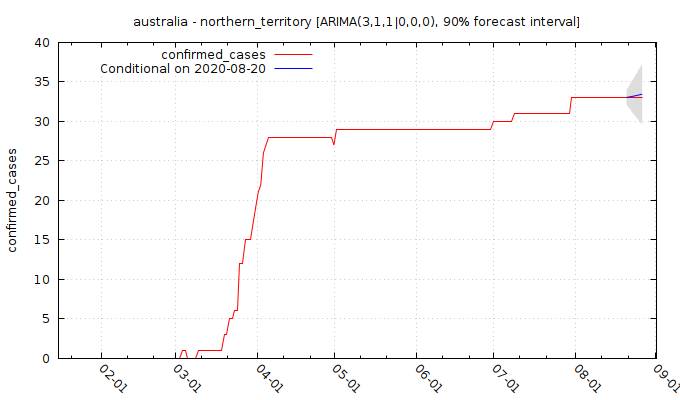 australia - northern_territory [ARIMA(3,1,1|0,0,0), 90% forecast interval]
confirmed_cases
Conditional on 2020-08-20
confirmed_cases
40
35
30
25
20
15
10
5
0
02-01 03-01 04-01 05-01 06-01 07-01 08-01 09-01